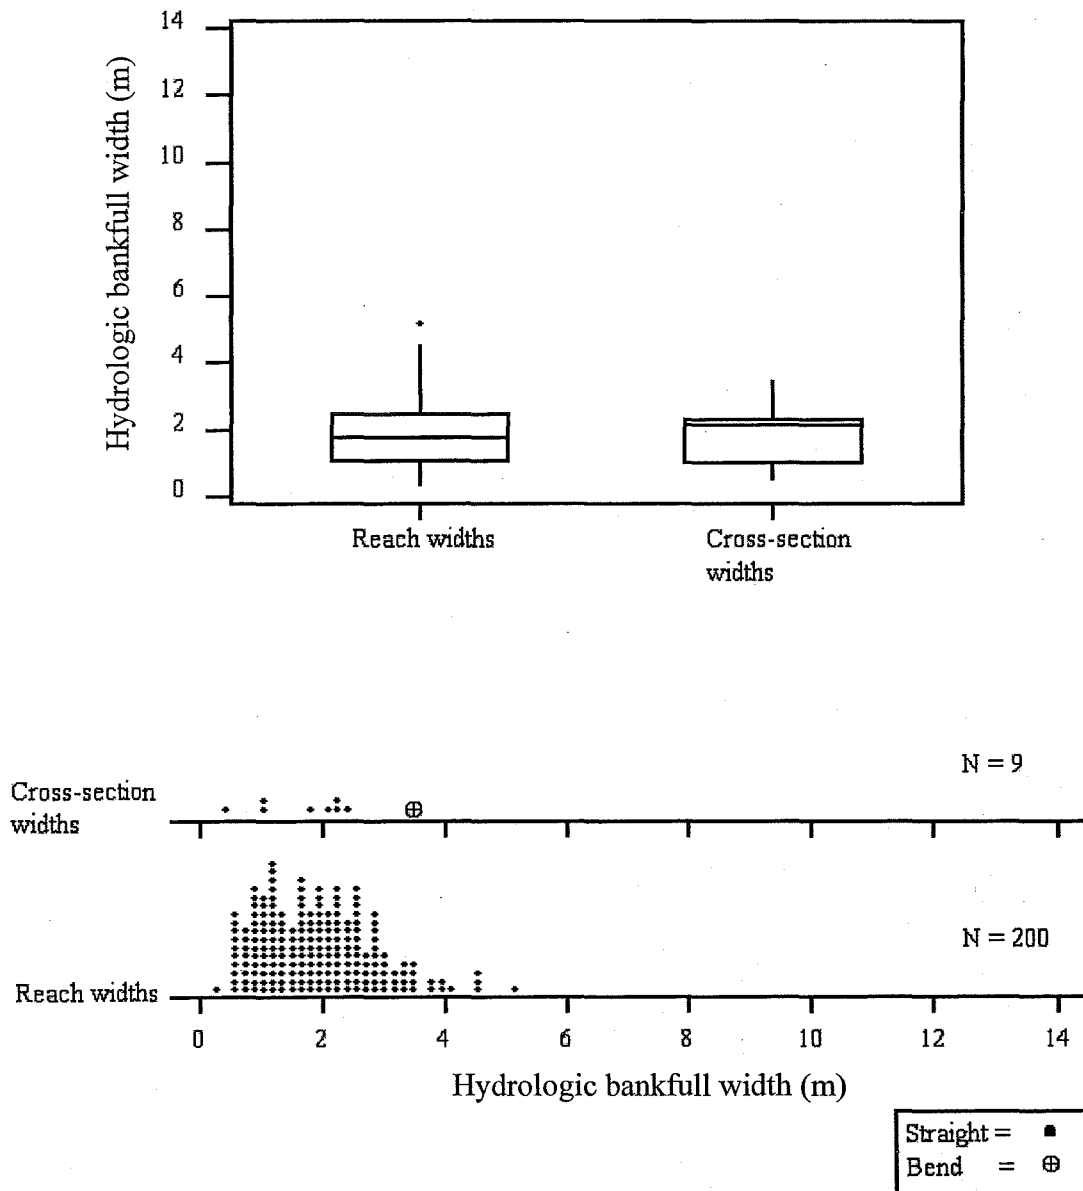 Hydrologic bankfull width (m)
14
12
10
8
6
4
2
0
Reach widths
Cross-section
widths
N = 9
Cross-section
widths
N = 200
Reach widths
0 2 4 6 8 10 12 14
Hydrologic bankfull width (m)
Straight =
Bend =